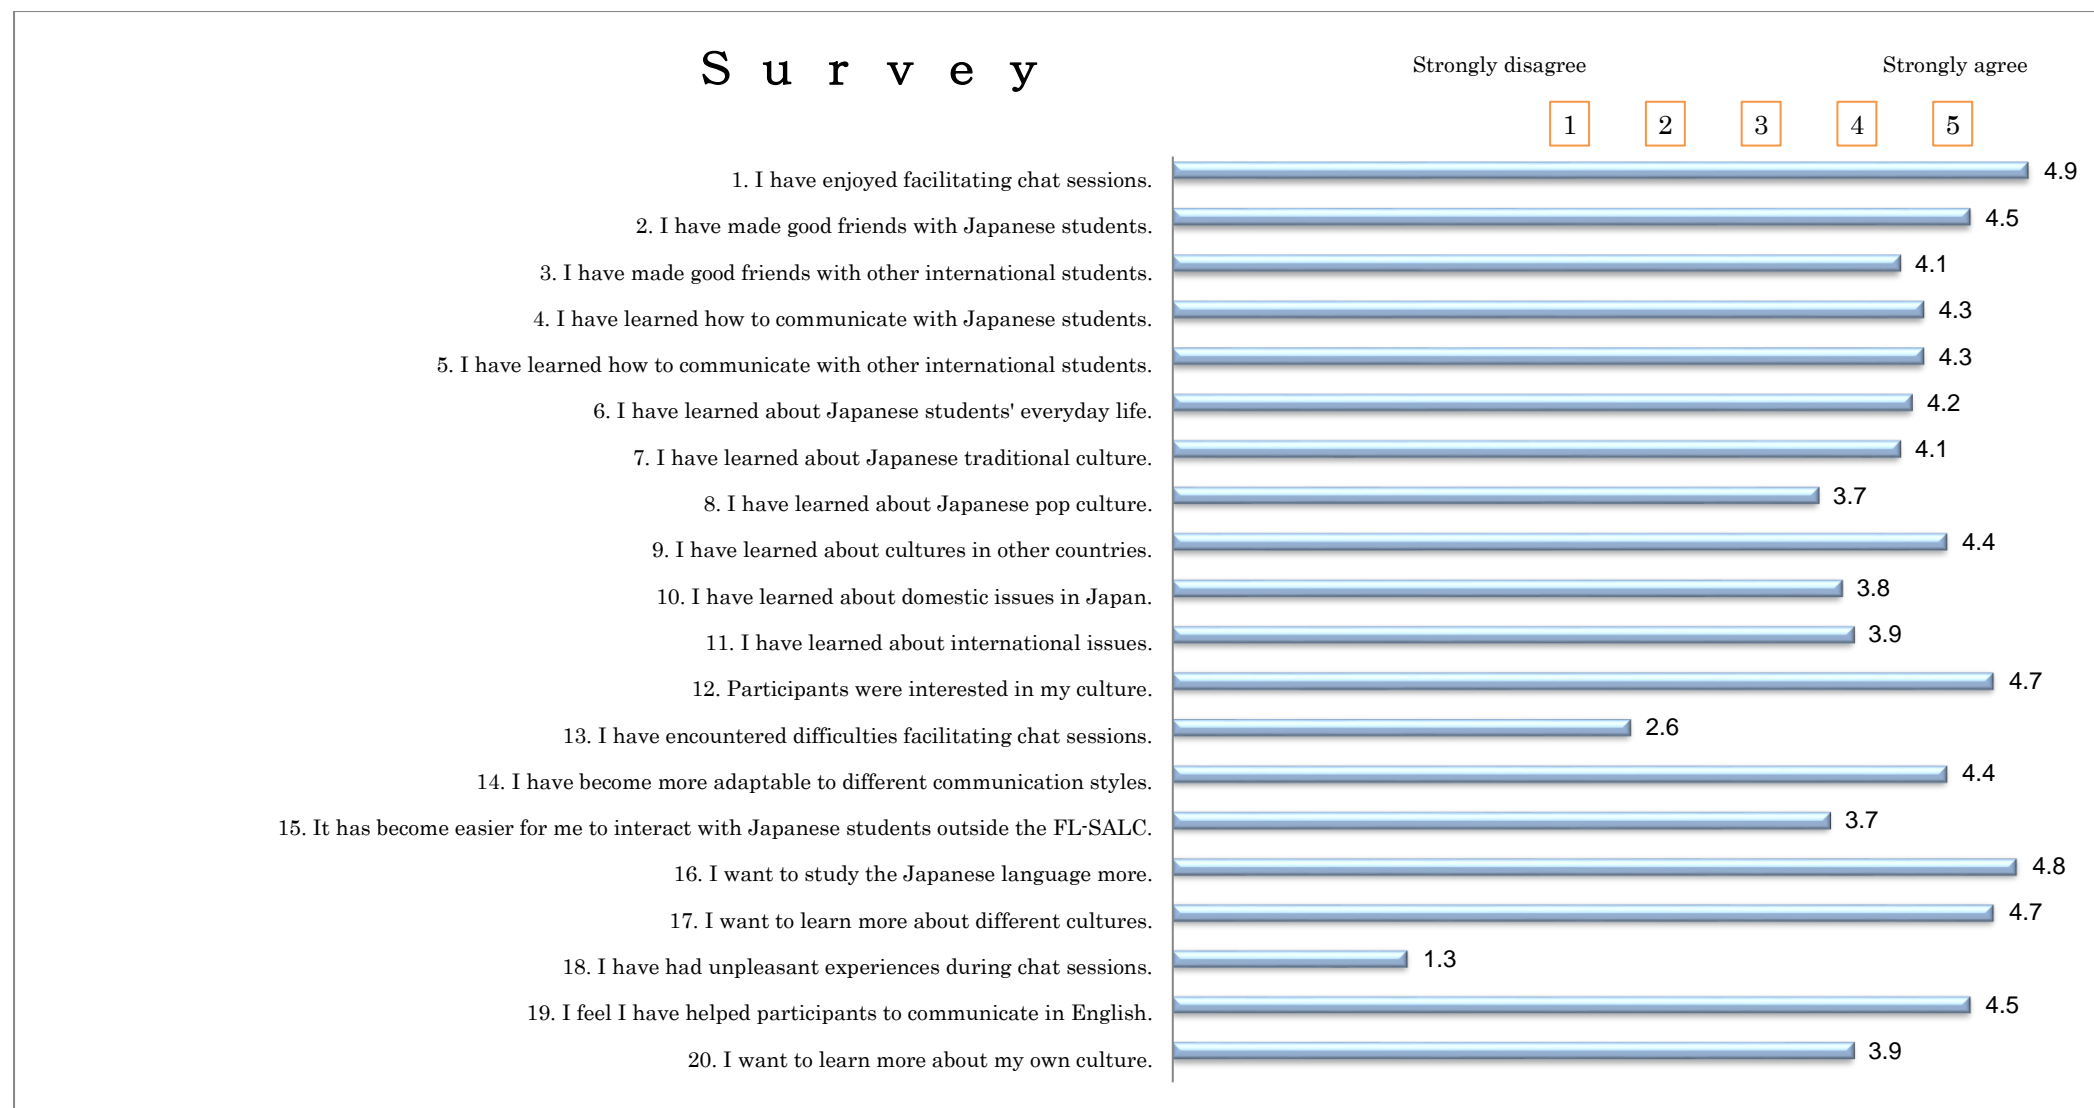 Survey
Strongly disagree Strongly agree
1 2 3 4 5
1. I have enjoyed facilitating chat sessions. 4.9
2. I have made good friends with Japanese students. 4.5
3. I have made good friends with other international students. 4.1
4. I have learned how to communicate with Japanese students. 4.3
5. I have learned how to communicate with other international students. 4.3
6. I have learned about Japanese students' everyday life. 4.2
7. I have learned about Japanese traditional culture. 4.1
8. I have learned about Japanese pop culture. 3.7
9. I have learned about cultures in other countries. 4.4
10. I have learned about domestic issues in Japan. 3.8
11. I have learned about international issues. 3.9
12. Participants were interested in my culture. 4.7
13. I have encountered difficulties facilitating chat sessions. 2.6
14. I have become more adaptable to different communication styles. 4.4
15. It has become easier for me to interact with Japanese students outside the FL-SALC. 3.7
16. I want to study the Japanese language more. 4.8
17. I want to learn more about different cultures. 4.7
18. I have had unpleasant experiences during chat sessions. 1.3
19. I feel I have helped participants to communicate in English. 4.5
20. I want to learn more about my own culture. 3.9